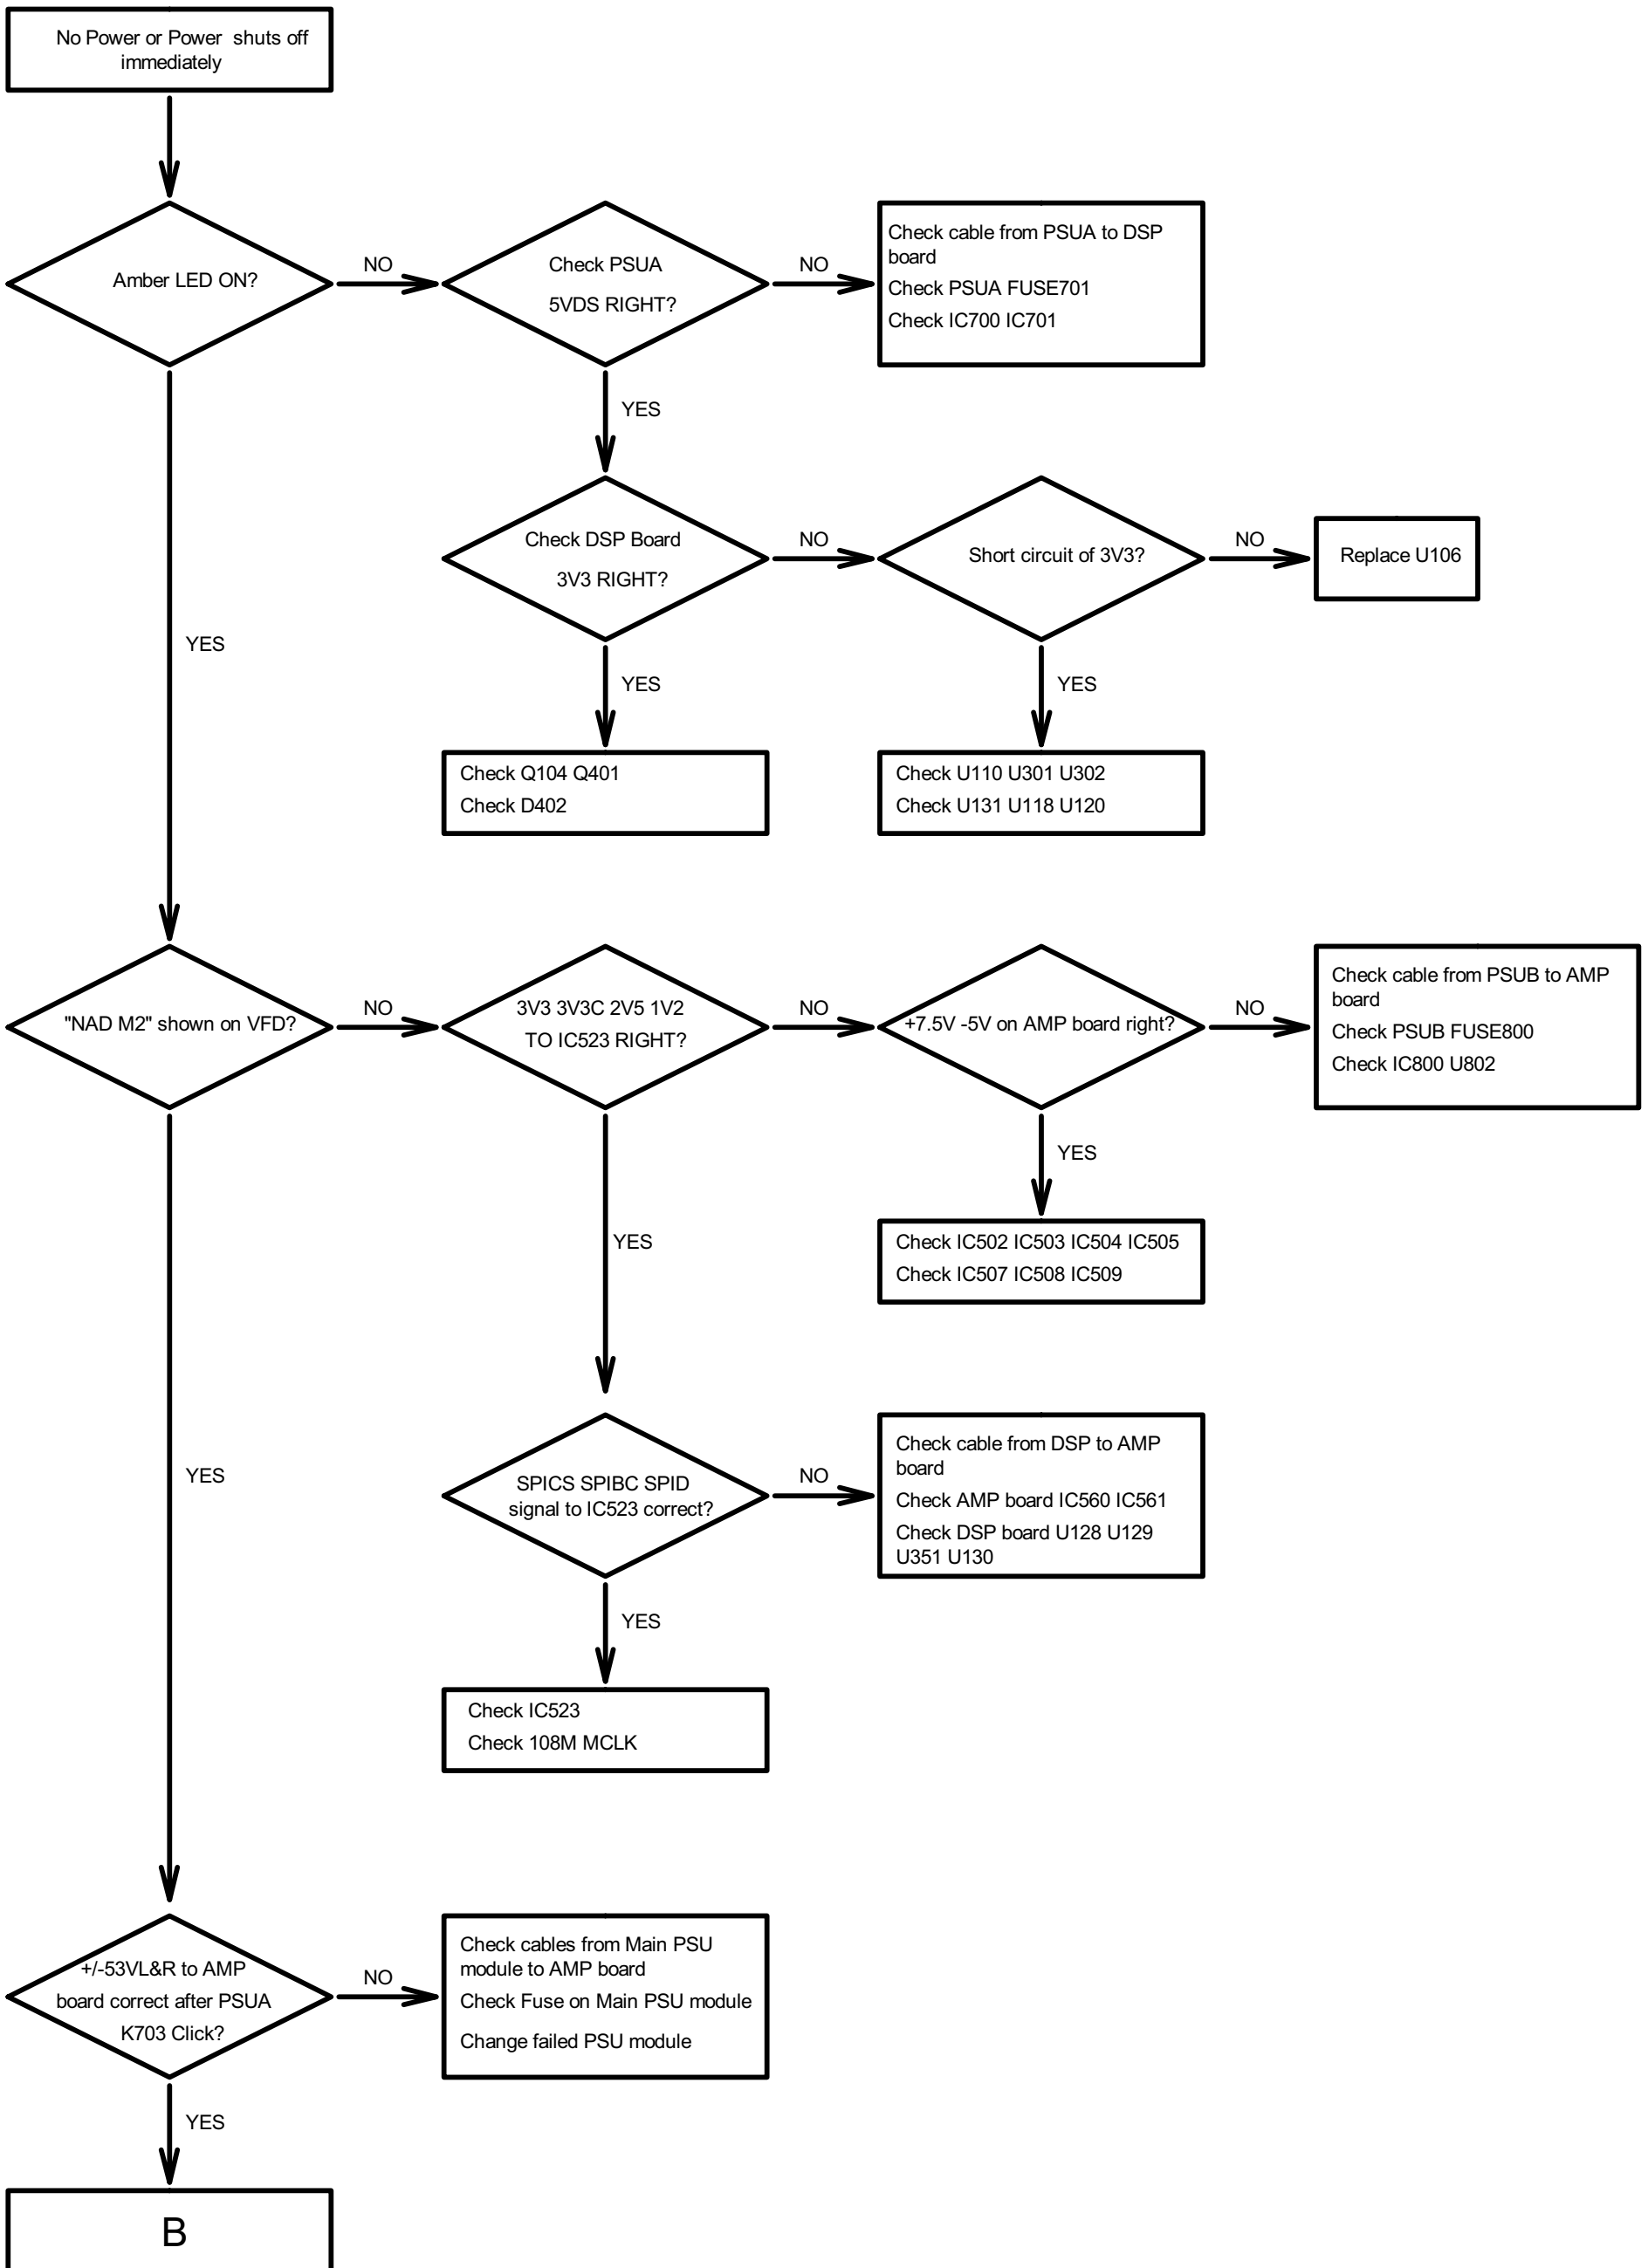 No Power or Power shuts off
immediately
Amber LED ON?
NO
Check PSUA
5VDS RIGHT?
NO
Check cable from PSUA to DSP
board
Check PSUA FUSE701
Check IC700 IC701
YES
Check DSP Board
3V3 RIGHT?
NO
Short circuit of 3V3?
NO
Replace U106
YES
YES
YES
Check Q104 Q401
Check D402
Check U110 U301 U302
Check U131 U118 U120
"NAD M2" shown on VFD?
NO
3V3 3V3C 2V5 1V2
TO IC523 RIGHT?
NO
+7.5V -5V on AMP board right?
NO
Check cable from PSUB to AMP
board
Check PSUB FUSE800
Check IC800 U802
YES
YES
Check IC502 IC503 IC504 IC505
Check IC507 IC508 IC509
YES
SPICS SPIBC SPID
signal to IC523 correct?
NO
Check cable from DSP to AMP
board
Check AMP board IC560 IC561
Check DSP board U128 U129
U351 U130
YES
Check IC523
Check 108M MCLK
+/-53VL&R to AMP
board correct after PSUA
K703 Click?
NO
Check cables from Main PSU
module to AMP board
Check Fuse on Main PSU module
Change failed PSU module
YES
B